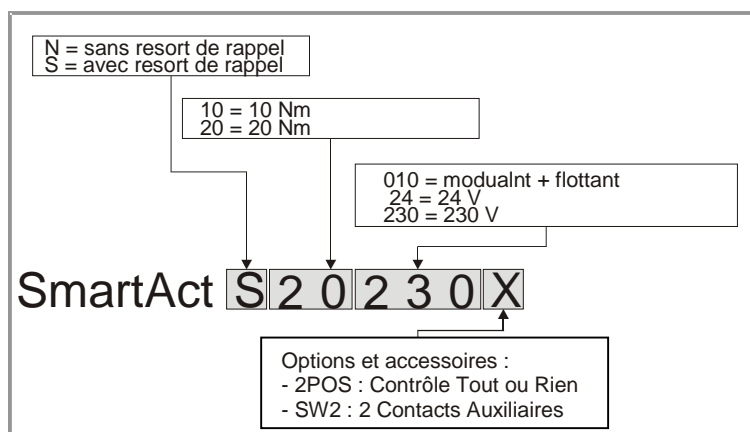 N = sans resort de rappel
S = avec resort de rappel
10 = 10 Nm
20 = 20 Nm
010 = modualnt + flottant
24 = 24 V
230 = 230 V
SmartAct S 2 0 2 3 0 X
Options et accessoires :
- 2POS : Contrôle Tout ou Rien
- SW2 : 2 Contacts Auxiliaires